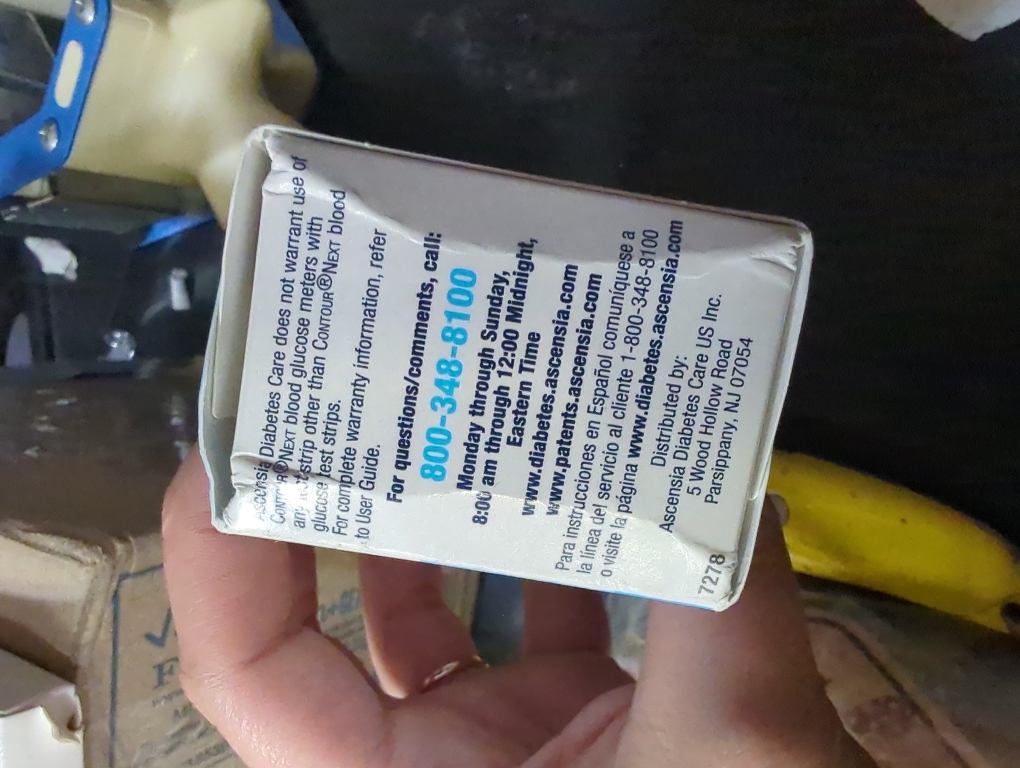 Ascensia Diabetes Care does not warrant use of
CONTOUR®NEXT blood glucose meters with
any test strip other than CONTOUR®NEXT blood
glucose test strips.
For complete warranty information, refer
to User Guide.
For questions/comments, call:
800-348-8100
Monday through Sunday,
8:00 am through 12:00 Midnight,
Eastern Time
www.diabetes.ascensia.com
www.patents.ascensia.com
Para instrucciones en Español comuníquese a
la línea del servicio al cliente 1-800-348-8100
o visite la página www.diabetes.ascensia.com
Distributed by:
Ascensia Diabetes Care US Inc.
5 Wood Hollow Road
Parsippany, NJ 07054
7278